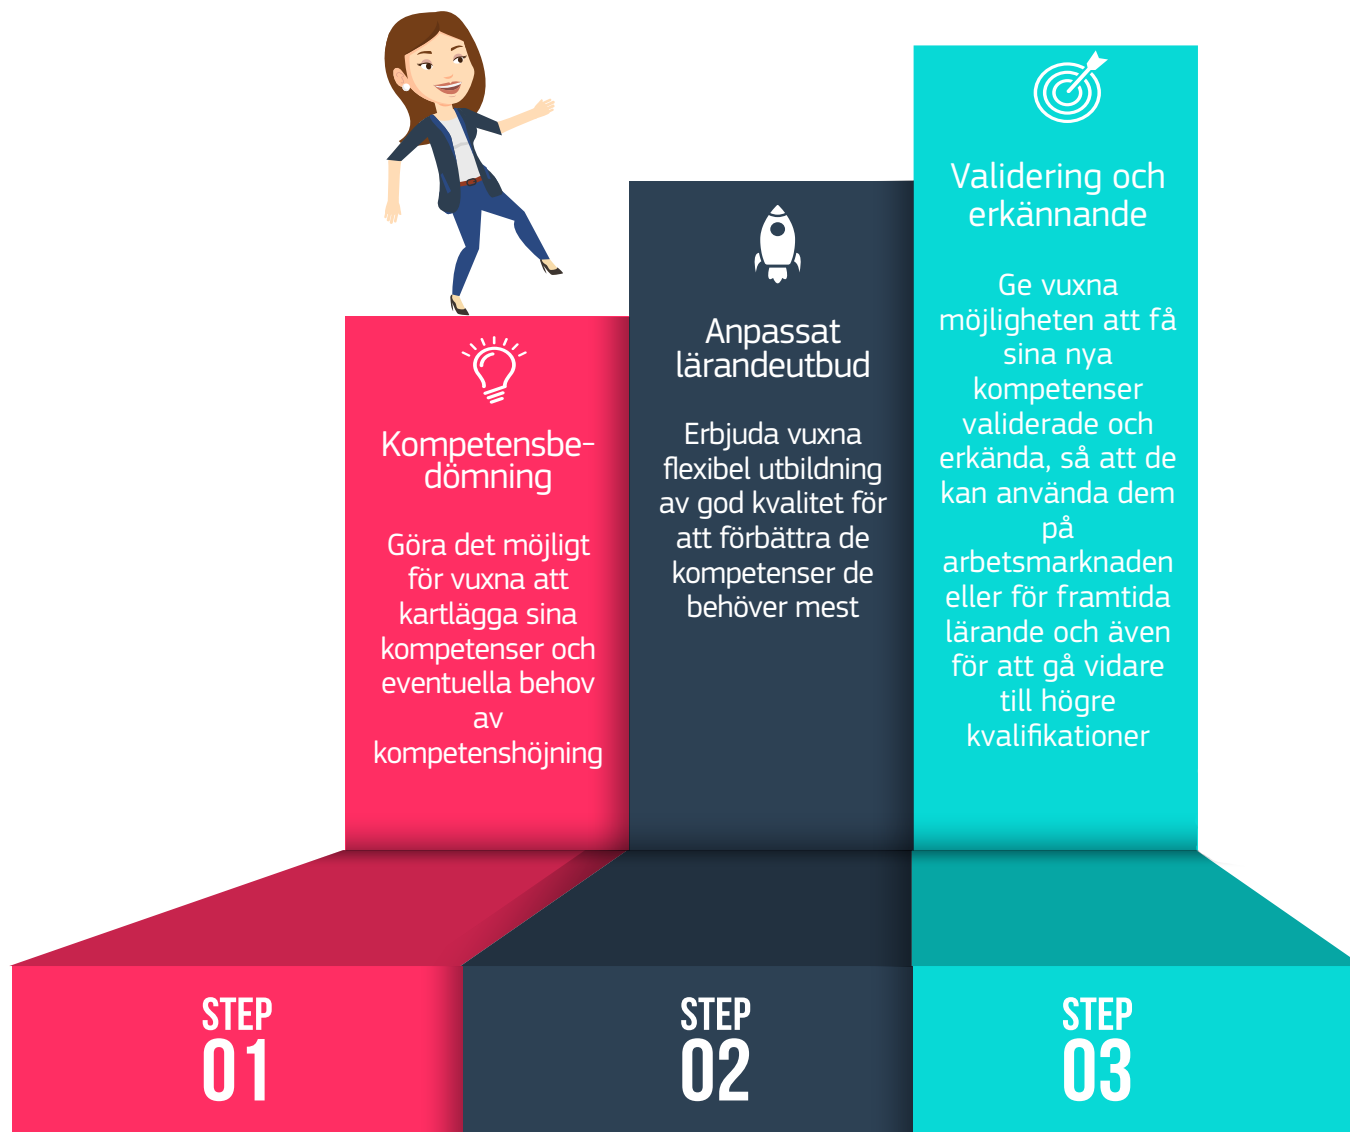 Kompetensbe-
dömning
Göra det möjligt
för vuxna att
kartlägga sina
kompetenser och
eventuella behov
av
kompetenshöjning
Anpassat
lärandeutbud
Erbjuda vuxna
flexibel utbildning
av god kvalitet för
att förbättra de
kompetenser de
behöver mest
Validering och
erkännande
Ge vuxna
möjligheten att få
sina nya
kompetenser
validerade och
erkända, så att de
kan använda dem
på
arbetsmarknaden
eller för framtida
lärande och även
för att gå vidare
till högre
kvalifikationer
STEP
01
STEP
02
STEP
03